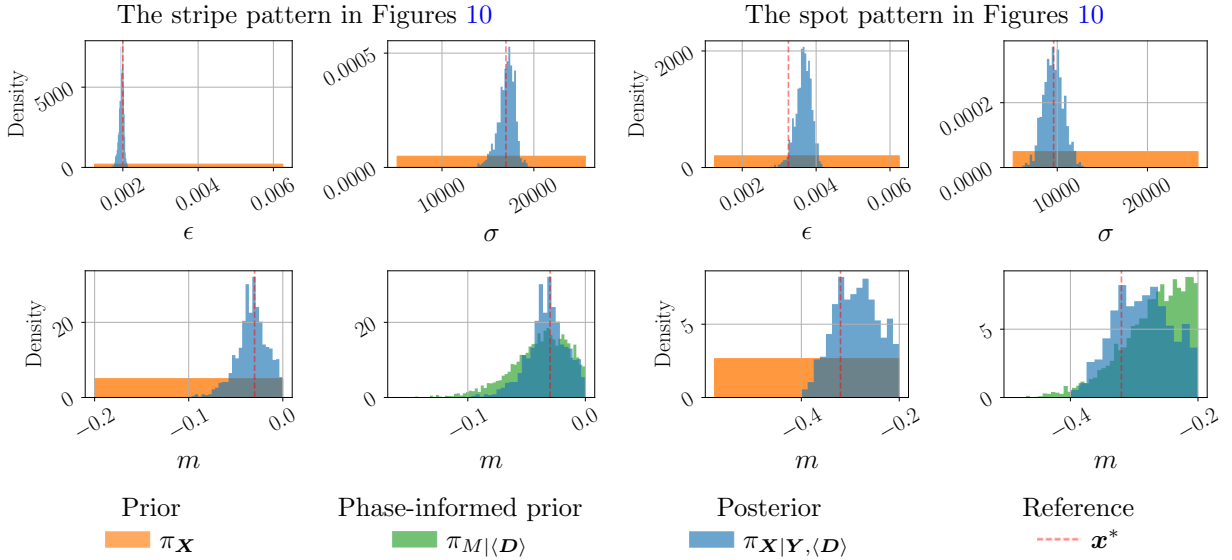 The stripe pattern in Figures 10
The spot pattern in Figures 10
Density
5000
0
0.002
0.004
0.006
ϵ
0.0005
0.0000
10000
20000
σ
Density
2000
0
0.002
0.004
0.006
ϵ
0.0002
0.0000
10000
20000
σ
Density
20
0
−0.2
−0.1
0.0
m
20
0
−0.1
0.0
m
Density
5
0
−0.4
−0.2
m
5
0
−0.4
−0.2
m
Prior
π_X
Phase-informed prior
π_{M|⟨D⟩}
Posterior
π_{X|Y,⟨D⟩}
Reference
x*